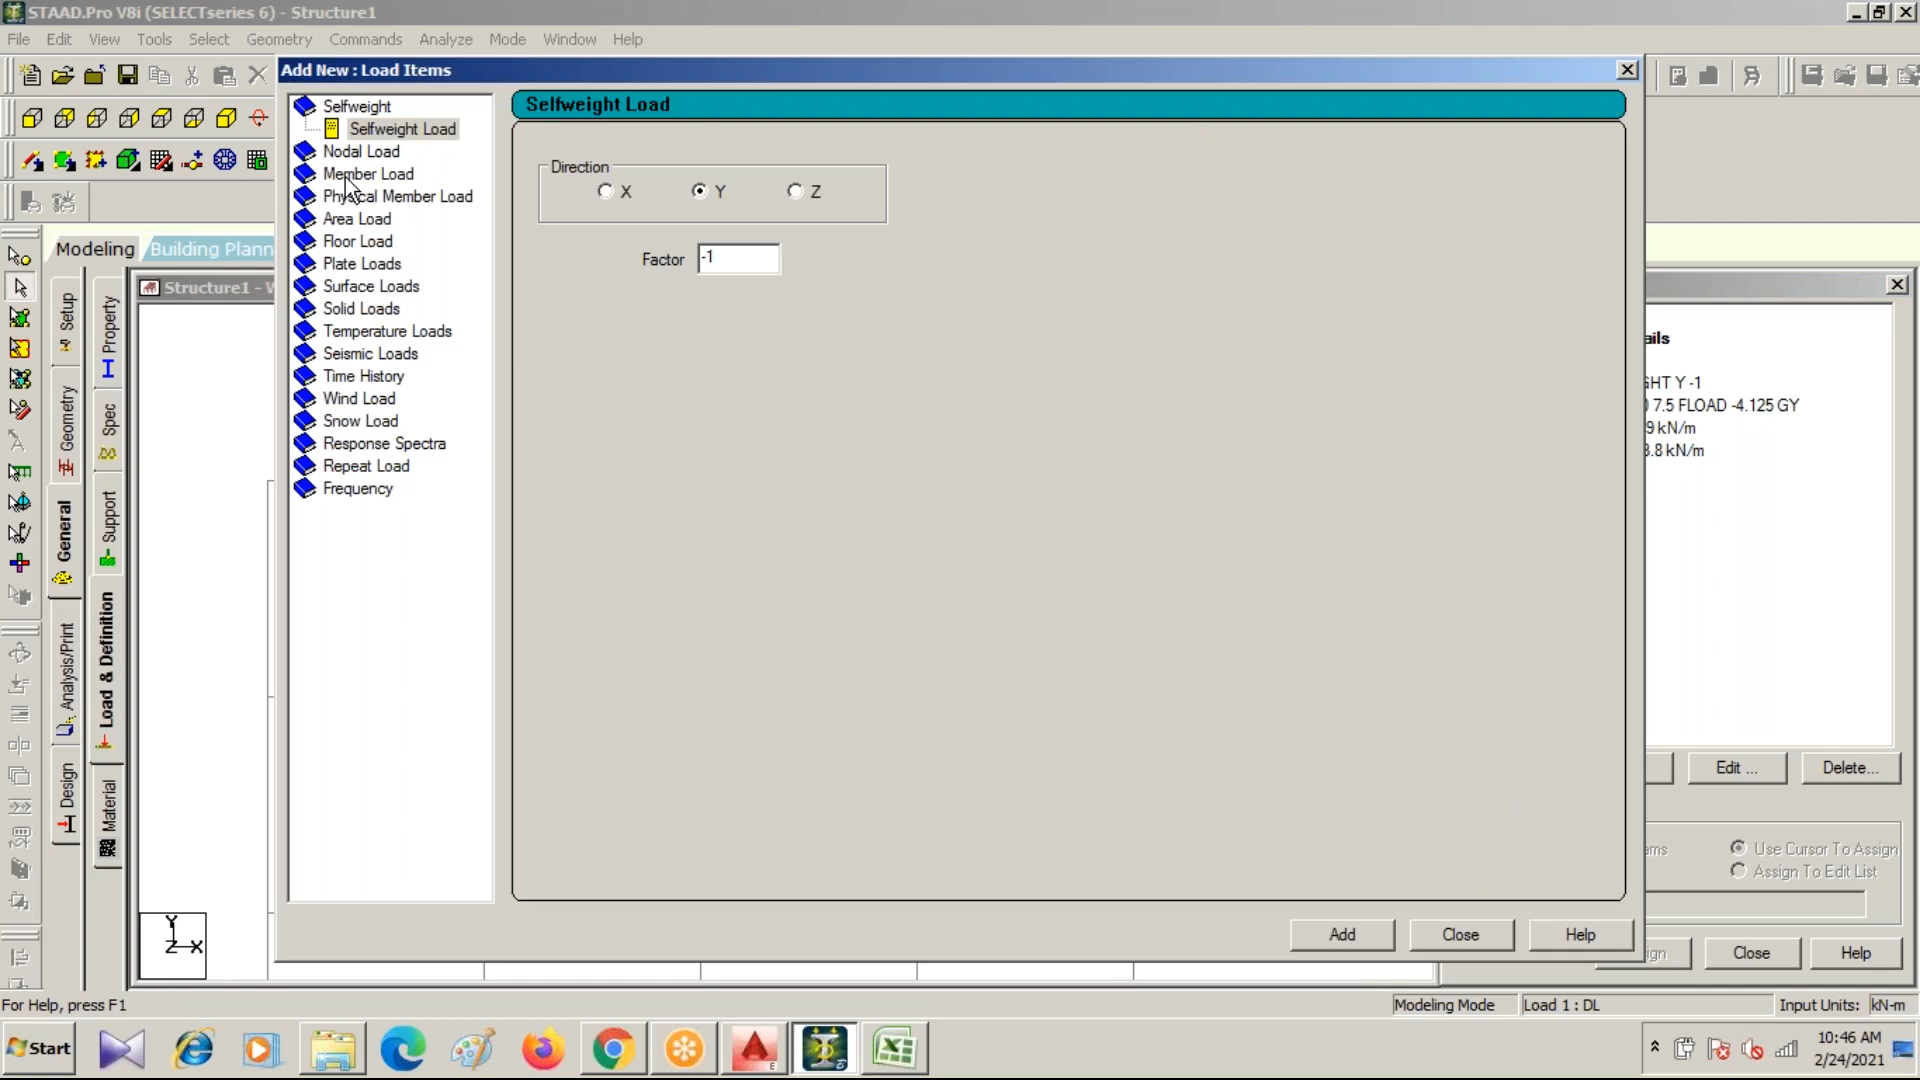 STAAD.Pro V8i (SELECTseries 6) - Structure1
File Edit View Tools Select Geometry Commands Analyze Mode Window Help
Add New : Load Items
Selfweight
Selfweight Load
Nodal Load
Member Load
Physical Member Load
Area Load
Floor Load
Plate Loads
Surface Loads
Solid Loads
Temperature Loads
Seismic Loads
Time History
Wind Load
Snow Load
Response Spectra
Repeat Load
Frequency
Selfweight Load
Direction
X Y Z
Factor -1
Add Close Help
Modeling Building Plann
Structure1 - W
Setup
Geometry
General
Analysis/Print
Design
Property
Spec
Support
Load & Definition
Material
ails
GHT Y -1
7.5 FLOAD -4.125 GY
9 kN/m
3.8 kN/m
Edit ... Delete...
Use Cursor To Assign
Assign To Edit List
ign Close Help
Y
Z X
For Help, press F1
Modeling Mode Load 1 : DL Input Units: kN-m
Start
10:46 AM
2/24/2021